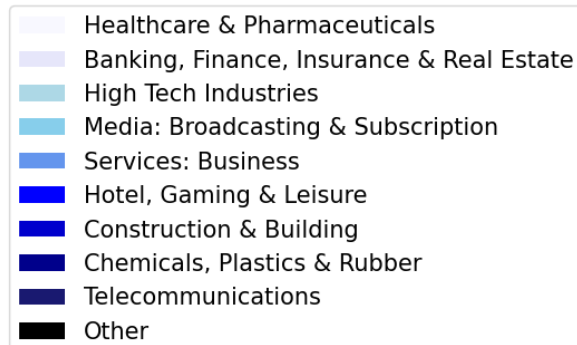 Healthcare & Pharmaceuticals
Banking, Finance, Insurance & Real Estate
High Tech Industries
Media: Broadcasting & Subscription
Services: Business
Hotel, Gaming & Leisure
Construction & Building
Chemicals, Plastics & Rubber
Telecommunications
Other